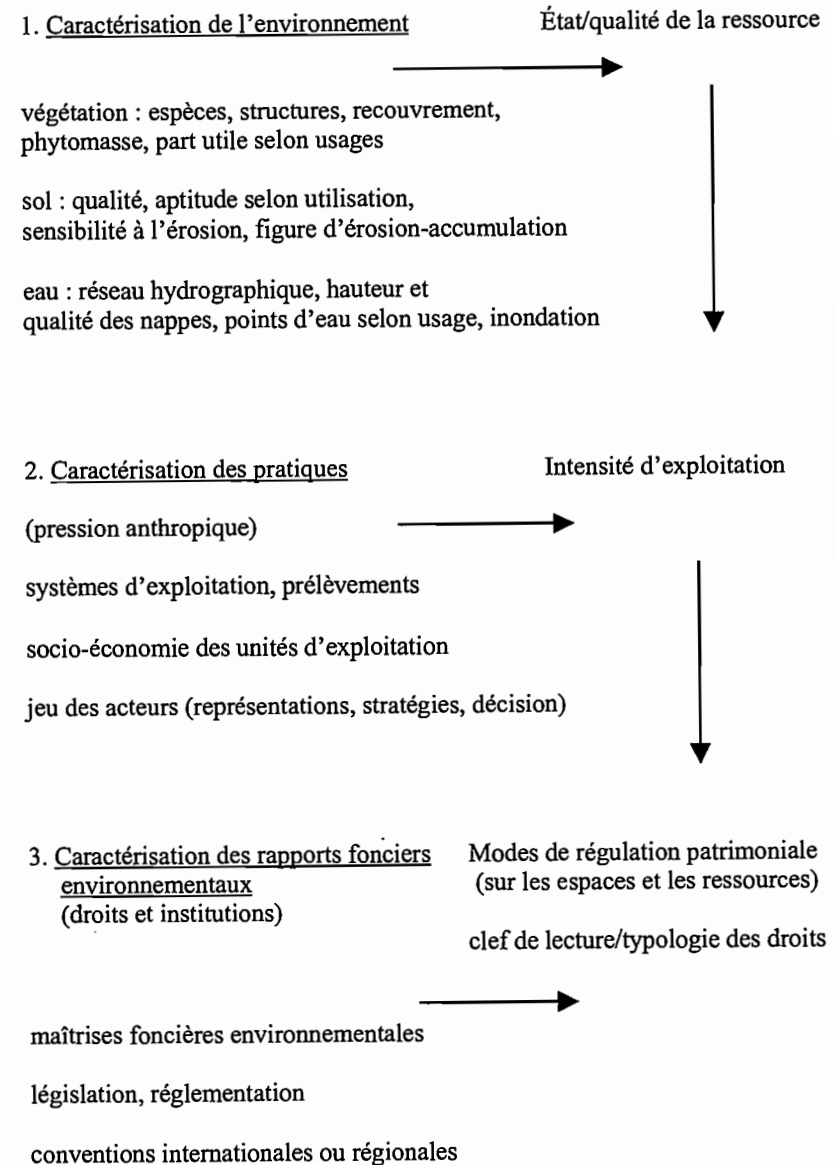 1. Caractérisation de l'environnement
État/qualité de la ressource
végétation : espèces, structures, recouvrement,
phytomasse, part utile selon usages
sol : qualité, aptitude selon utilisation,
sensibilité à l'érosion, figure d'érosion-accumulation
eau : réseau hydrographique, hauteur et
qualité des nappes, points d'eau selon usage, inondation
2. Caractérisation des pratiques
Intensité d'exploitation
(pression anthropique)
systèmes d'exploitation, prélèvements
socio-économie des unités d'exploitation
jeu des acteurs (représentations, stratégies, décision)
3. Caractérisation des rapports fonciers
environnementaux
(droits et institutions)
Modes de régulation patrimoniale
(sur les espaces et les ressources)
clef de lecture/typologie des droits
maîtrises foncières environnementales
législation, réglementation
conventions internationales ou régionales